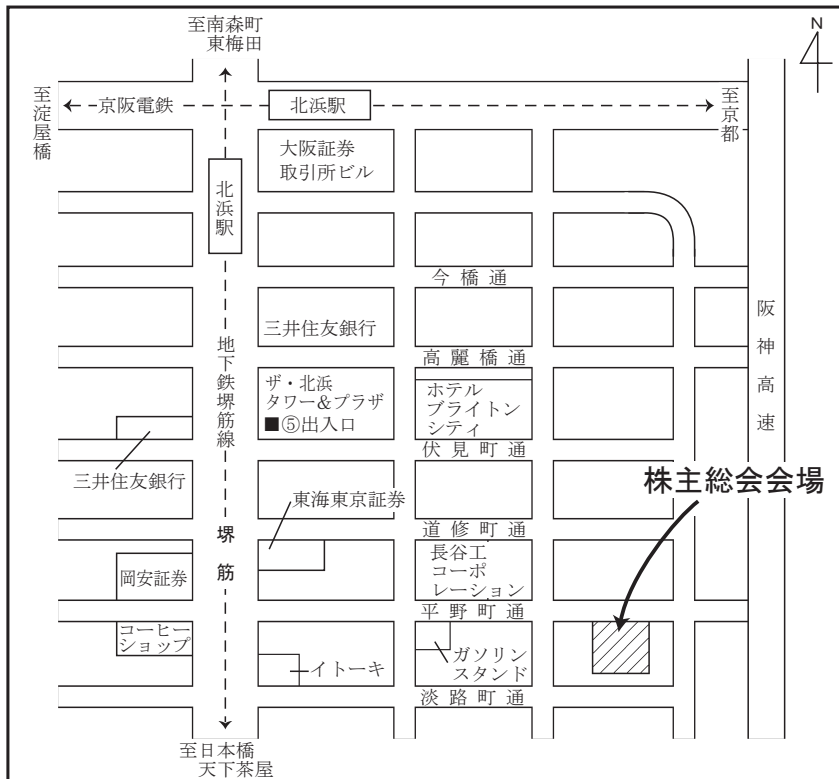 至南森町
東梅田
N
至淀屋橋
京阪電鉄
北浜駅
至京都
大阪証券
取引所ビル
北浜駅
今橋通
阪神高速
三井住友銀行
地下鉄堺筋線
高麗橋通
ザ・北浜
タワー&プラザ
■⑤出入口
ホテル
ブライトン
シティ
伏見町通
三井住友銀行
株主総会会場
東海東京証券
堺筋
道修町通
岡安証券
長谷工
コーポ
レーション
平野町通
コーヒー
ショップ
イトーキ
ガソリン
スタンド
淡路町通
至日本橋
天下茶屋